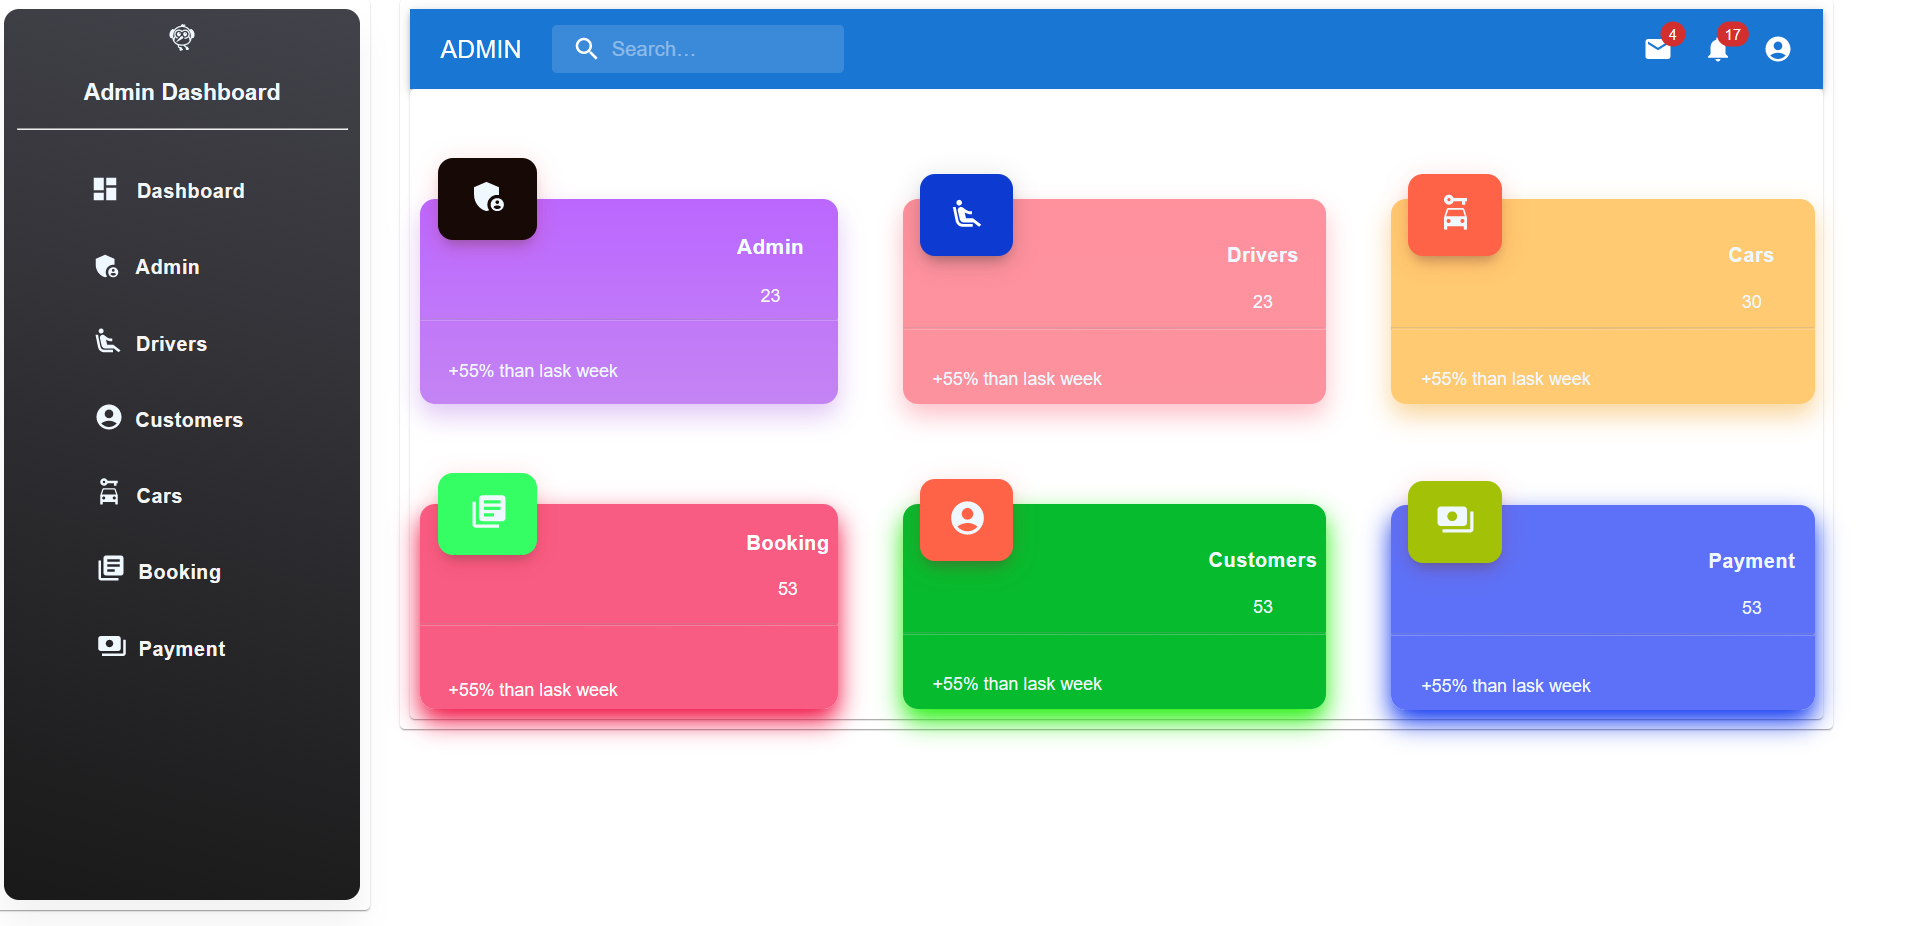 Admin Dashboard
Dashboard
Admin
Drivers
Customers
Cars
Booking
Payment
ADMIN
Search…
4
17
Admin
23
+55% than lask week
Drivers
23
+55% than lask week
Cars
30
+55% than lask week
Booking
53
+55% than lask week
Customers
53
+55% than lask week
Payment
53
+55% than lask week